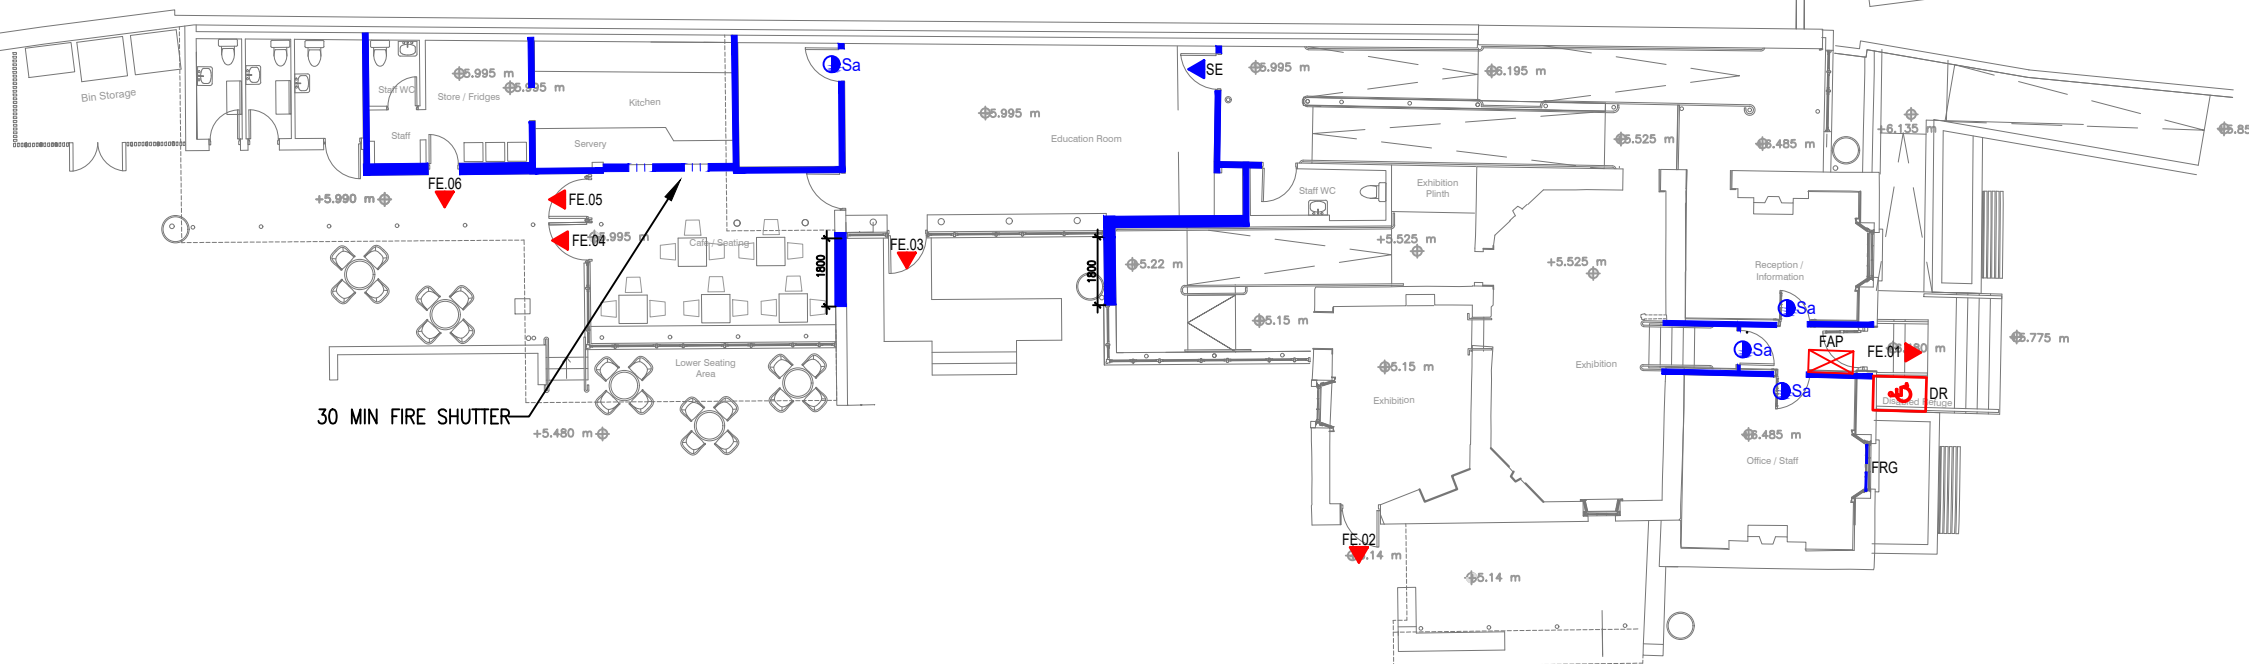 Bin Storage
Staff WC
5.995 m
Store / Fridges
Staff
Kitchen
Servery
Sa
5.995 m
Education Room
SE
5.995 m
6.195 m
5.525 m
6.485 m
+6.135 m
FE.06
+5.990 m
FE.05
FE.04
Cafe / Seating
1800
FE.03
1800
5.22 m
Staff WC
Exhibition
Plinth
+5.525 m
+5.525 m
Reception /
Information
Sa
Sa
FAP
FE.01
5.775 m
Sa
DR
Disabled Refuge
5.15 m
5.15 m
Exhibition
Exhibition
Lower Seating
Area
30 MIN FIRE SHUTTER
+5.480 m
6.485 m
Office / Staff
FRG
FE.02
5.14 m